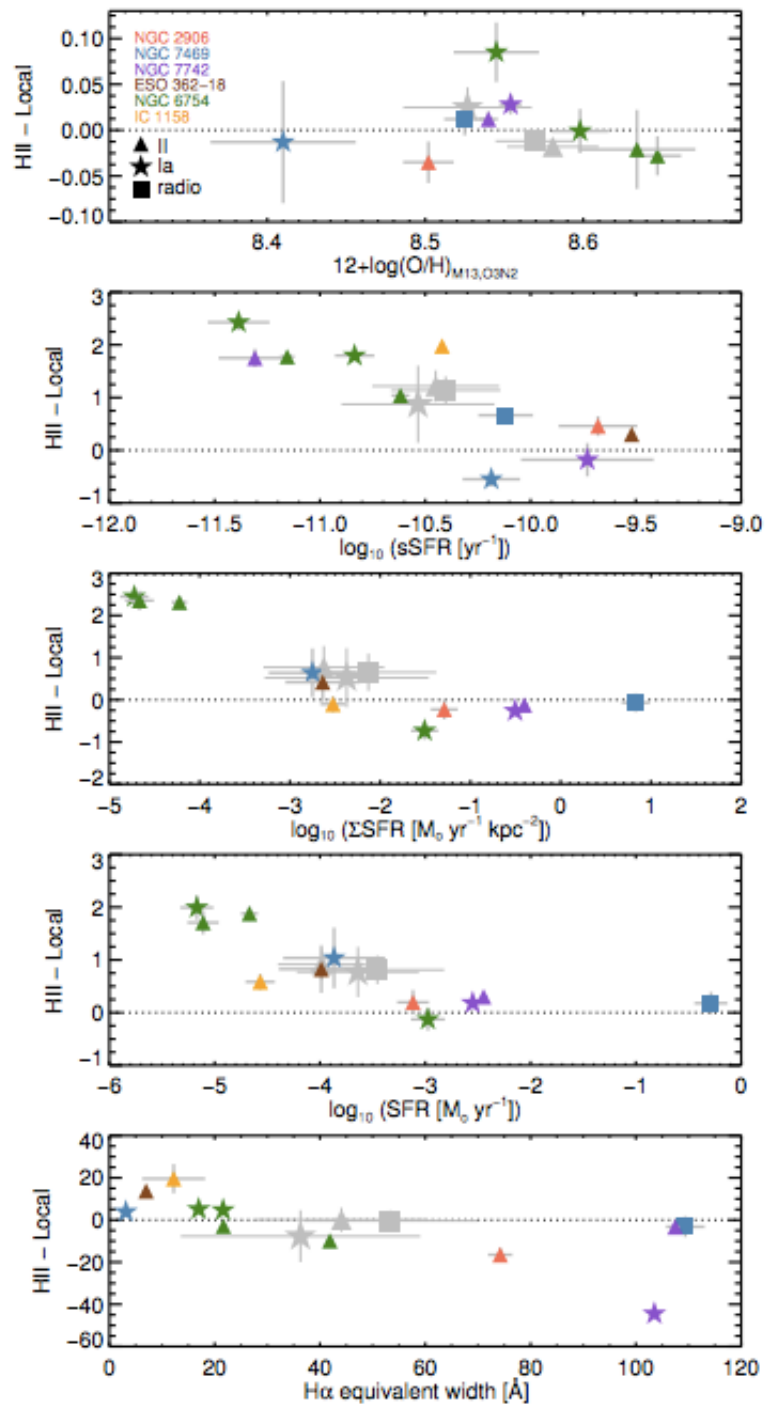 0.10
0.05
0.00
−0.05
−0.10
HII − Local
NGC 2906
NGC 7469
NGC 7742
ESO 362−18
NGC 6754
IC 1158
II
Ia
radio
8.4 8.5 8.6
12+log(O/H)M13,O3N2
3
2
1
0
−1
HII − Local
−12.0 −11.5 −11.0 −10.5 −10.0 −9.5 −9.0
log10 (sSFR [yr−1])
3
2
1
0
−1
−2
HII − Local
−5 −4 −3 −2 −1 0 1 2
log10 (ΣSFR [Mo yr−1 kpc−2])
3
2
1
0
−1
HII − Local
−6 −5 −4 −3 −2 −1 0
log10 (SFR [Mo yr−1])
40
20
0
−20
−40
−60
HII − Local
0 20 40 60 80 100 120
Hα equivalent width [Å]